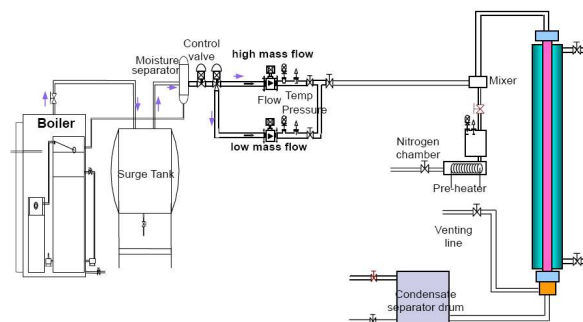 Control
valve
high mass flow
Moisture
separator
Flow
Temp
Pressure
low mass flow
Boiler
Surge Tank
Mixer
Nitrogen
chamber
Pre-heater
Venting
line
Condensate
separator drum